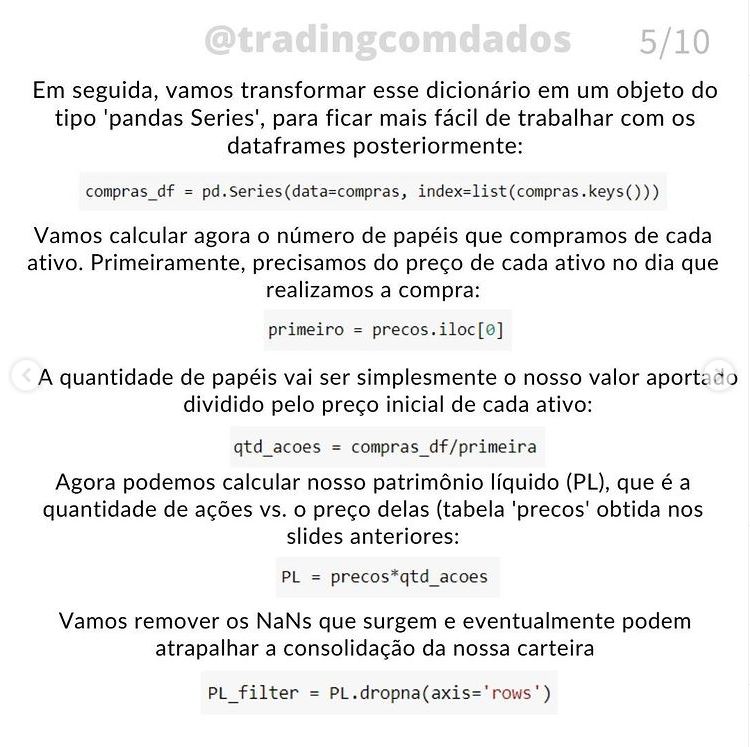 @tradingcomdados
5/10
Em seguida, vamos transformar esse dicionário em um objeto do
tipo 'pandas Series', para ficar mais fácil de trabalhar com os
dataframes posteriormente:
compras_df = pd.Series(data=compras, index=list(compras.keys()))
Vamos calcular agora o número de papéis que compramos de cada
ativo. Primeiramente, precisamos do preço de cada ativo no dia que
realizamos a compra:
primeiro = precos.iloc[0]
A quantidade de papéis vai ser simplesmente o nosso valor aportado
dividido pelo preço inicial de cada ativo:
qtd_acoes = compras_df/primeira
Agora podemos calcular nosso patrimônio líquido (PL), que é a
quantidade de ações vs. o preço delas (tabela 'precos' obtida nos
slides anteriores:
PL = precos*qtd_acoes
Vamos remover os NaNs que surgem e eventualmente podem
atrapalhar a consolidação da nossa carteira
PL_filter = PL.dropna(axis='rows')